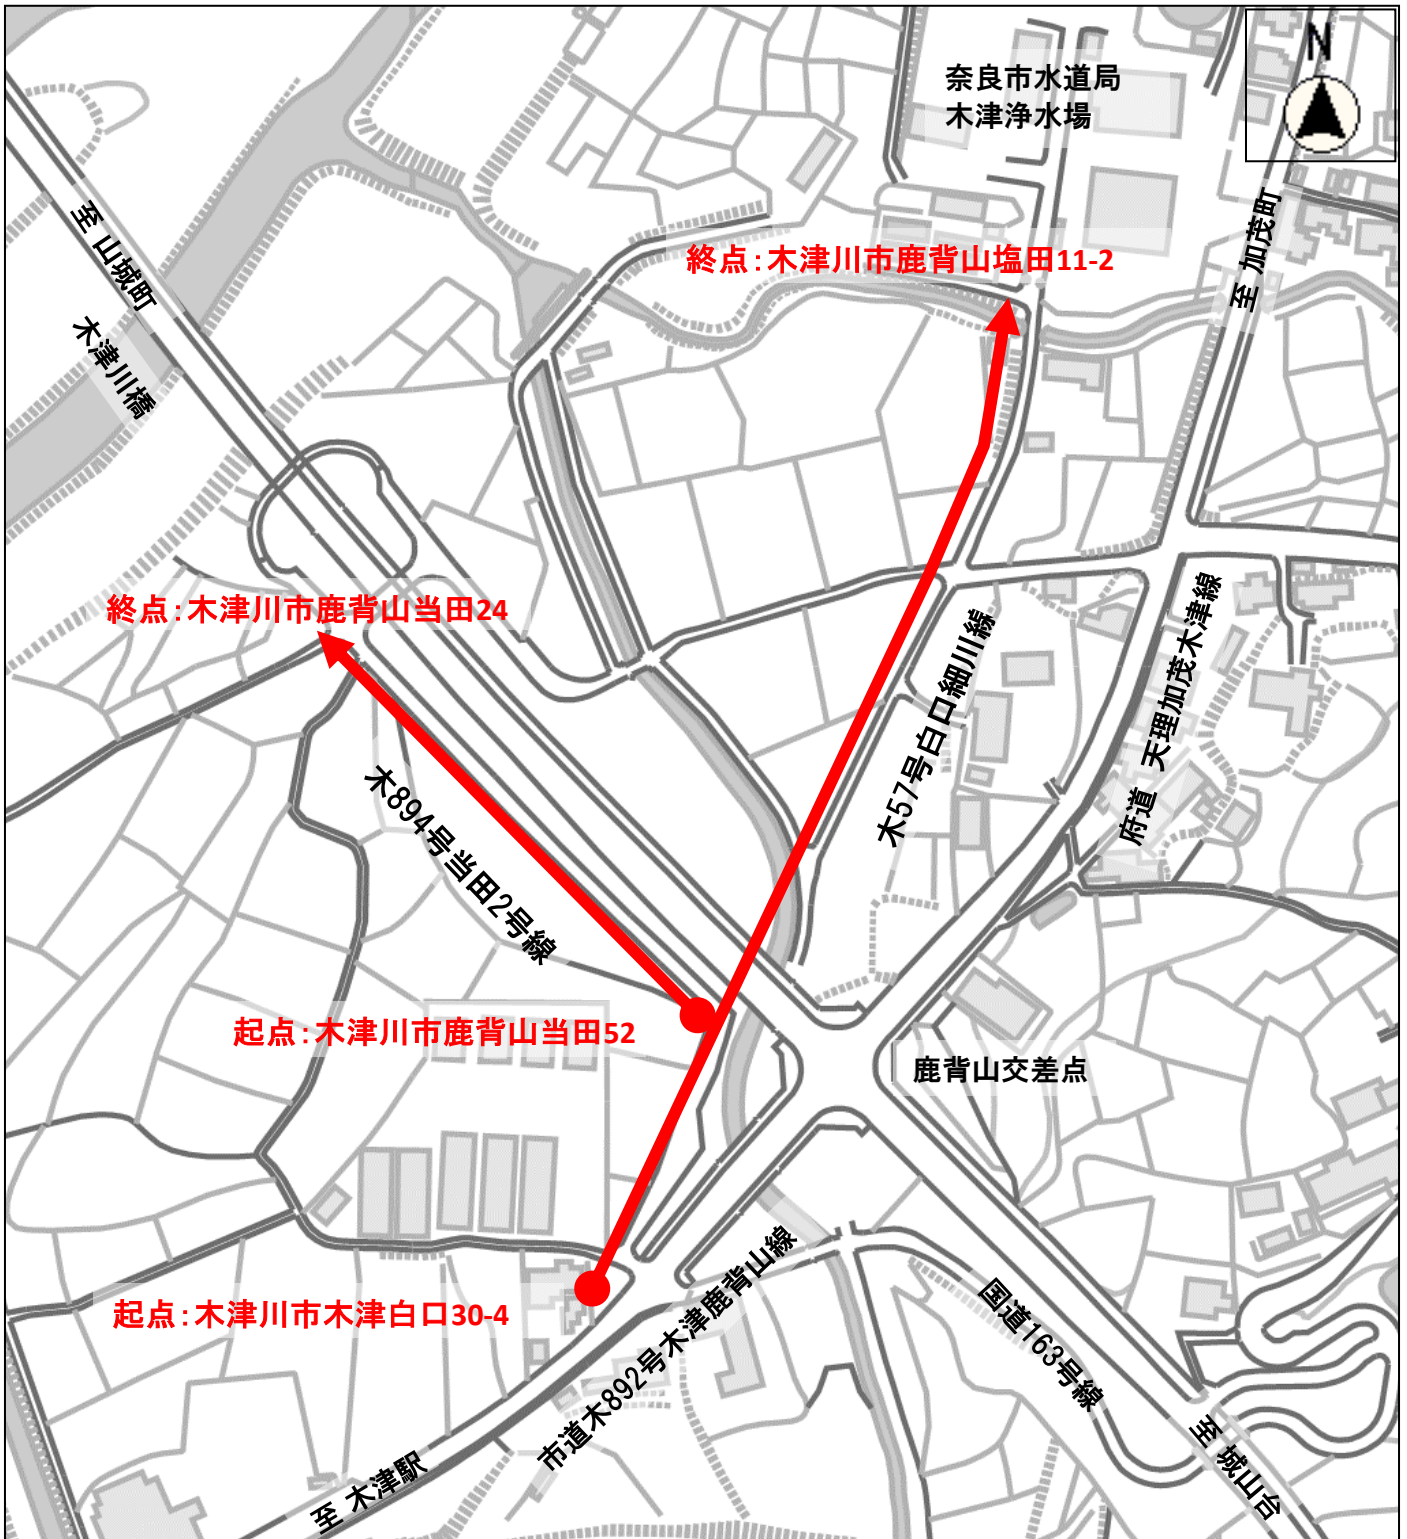 N
奈良市水道局
木津浄水場
至 山城町
至 加茂町
終点：木津川市鹿背山塩田11-2
木津川橋
終点：木津川市鹿背山当田24
木57号白口細川線
府道 天理加茂木津線
木894号当田2号線
起点：木津川市鹿背山当田52
鹿背山交差点
起点：木津川市木津白口30-4
市道木892号木津鹿背山線
国道163号線
至 木津駅
至 城山台